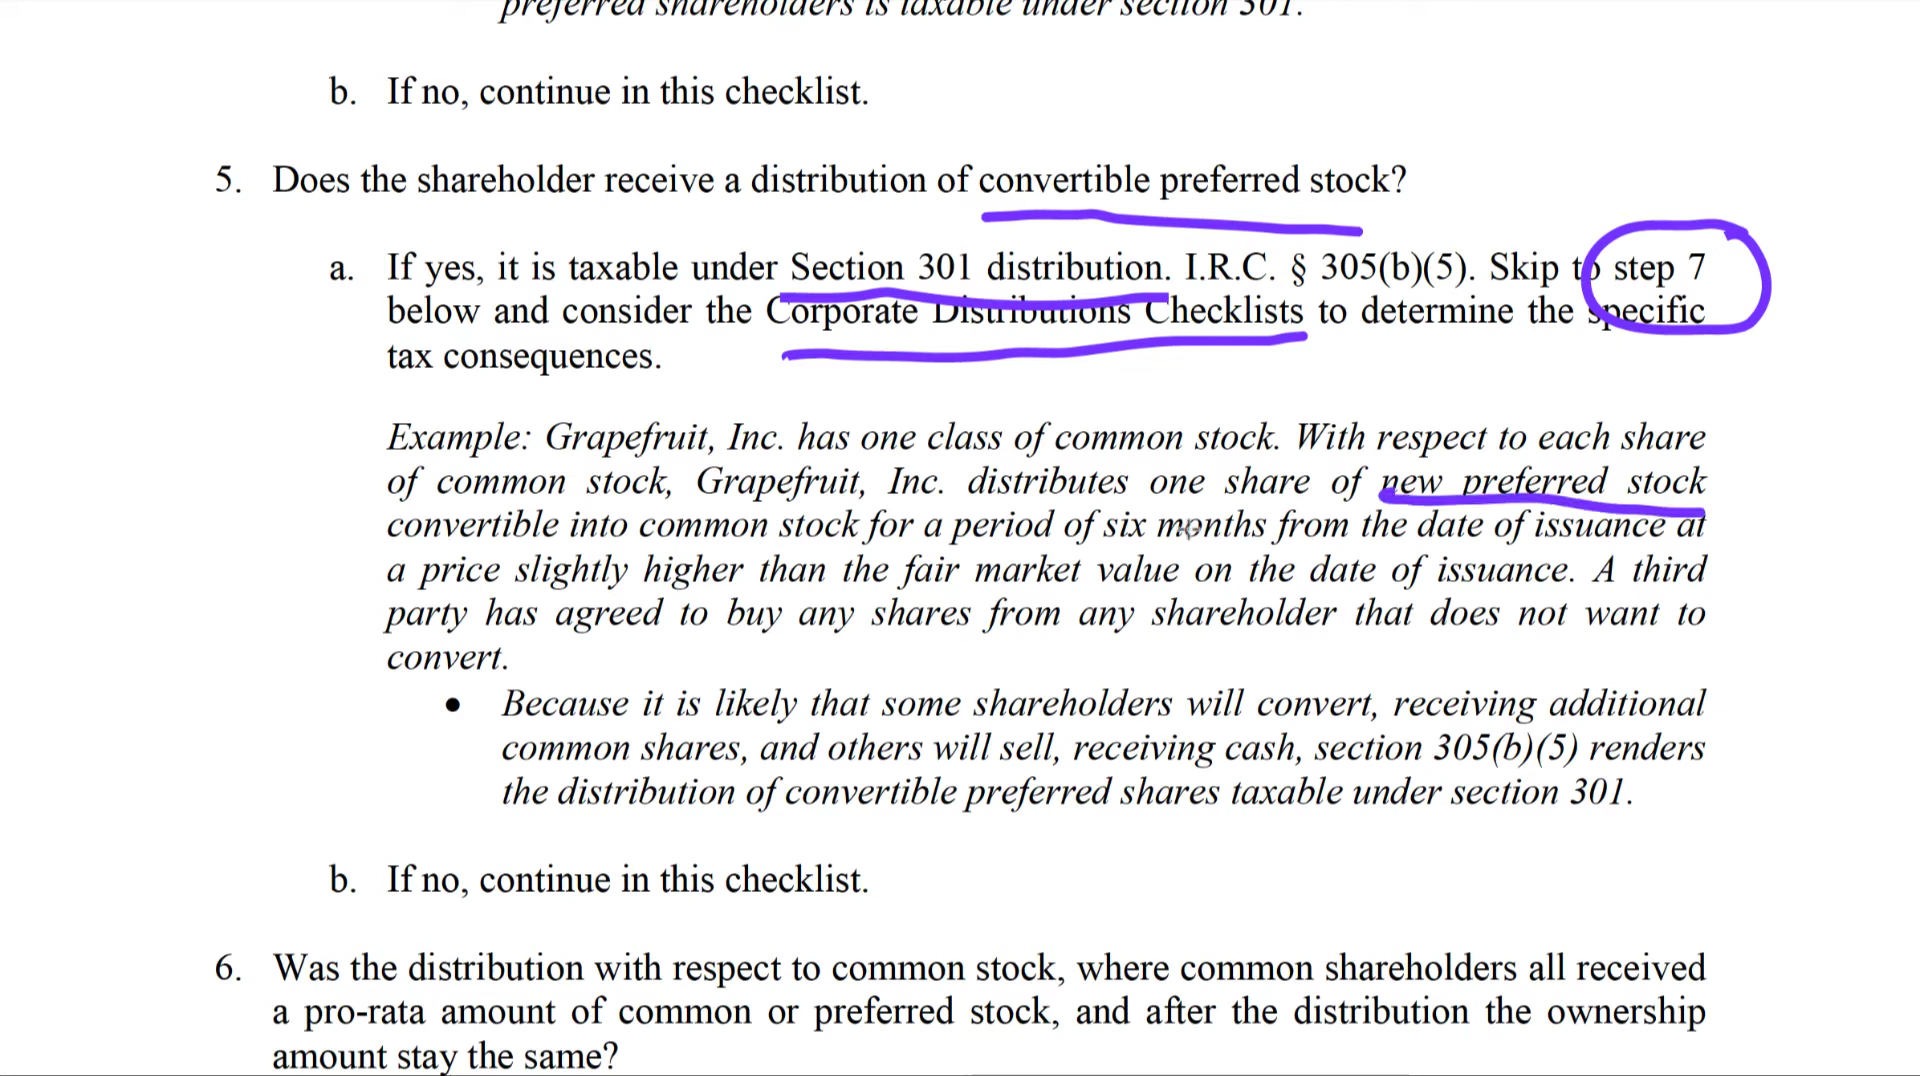 preferred shareholders is taxable under section 301.
b. If no, continue in this checklist.
5. Does the shareholder receive a distribution of convertible preferred stock?
a. If yes, it is taxable under Section 301 distribution. I.R.C. § 305(b)(5). Skip to step 7
below and consider the Corporate Distributions Checklists to determine the specific
tax consequences.
Example: Grapefruit, Inc. has one class of common stock. With respect to each share
of common stock, Grapefruit, Inc. distributes one share of new preferred stock
convertible into common stock for a period of six months from the date of issuance at
a price slightly higher than the fair market value on the date of issuance. A third
party has agreed to buy any shares from any shareholder that does not want to
convert.
• Because it is likely that some shareholders will convert, receiving additional
common shares, and others will sell, receiving cash, section 305(b)(5) renders
the distribution of convertible preferred shares taxable under section 301.
b. If no, continue in this checklist.
6. Was the distribution with respect to common stock, where common shareholders all received
a pro-rata amount of common or preferred stock, and after the distribution the ownership
amount stay the same?